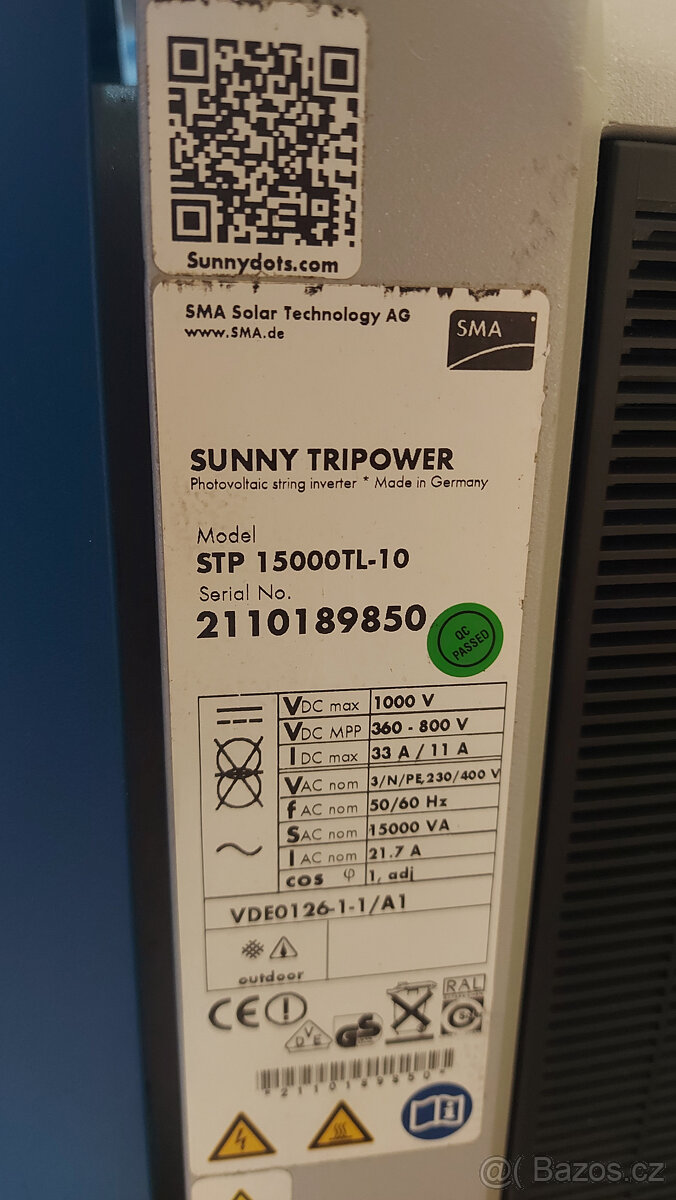 Sunnydots.com
SMA Solar Technology AG
www.SMA.de
SMA
SUNNY TRIPOWER
Photovoltaic string inverter * Made in Germany
Model
STP 15000TL-10
Serial No.
2110189850
QC
PASSED
VDC max 1000 V
VDC MPP 360 - 800 V
IDC max 33 A / 11 A
VAC nom 3/N/PE,230/400 V
fAC nom 50/60 Hz
SAC nom 15000 VA
IAC nom 21.7 A
cos φ 1, adj
VDE0126-1-1/A1
outdoor
CE
VDE
GS
RAL
*2110189850*
@( Bazos.cz